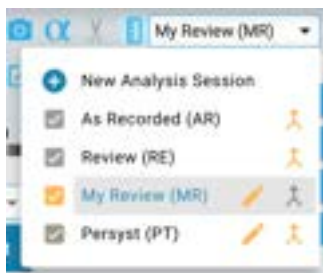 My Review (MR)
New Analysis Session
As Recorded (AR)
Review (RE)
My Review (MR)
Persyst (PT)